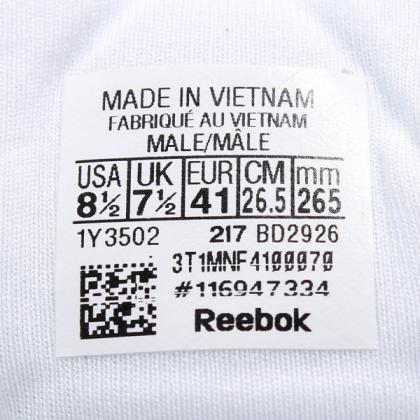 MADE IN VIETNAM
FABRIQUÉ AU VIETNAM
MALE/MÂLE
USA UK EUR CM mm
8½ 7½ 41 26.5 265
1Y3502 217 BD2926
#116947334
Reebok